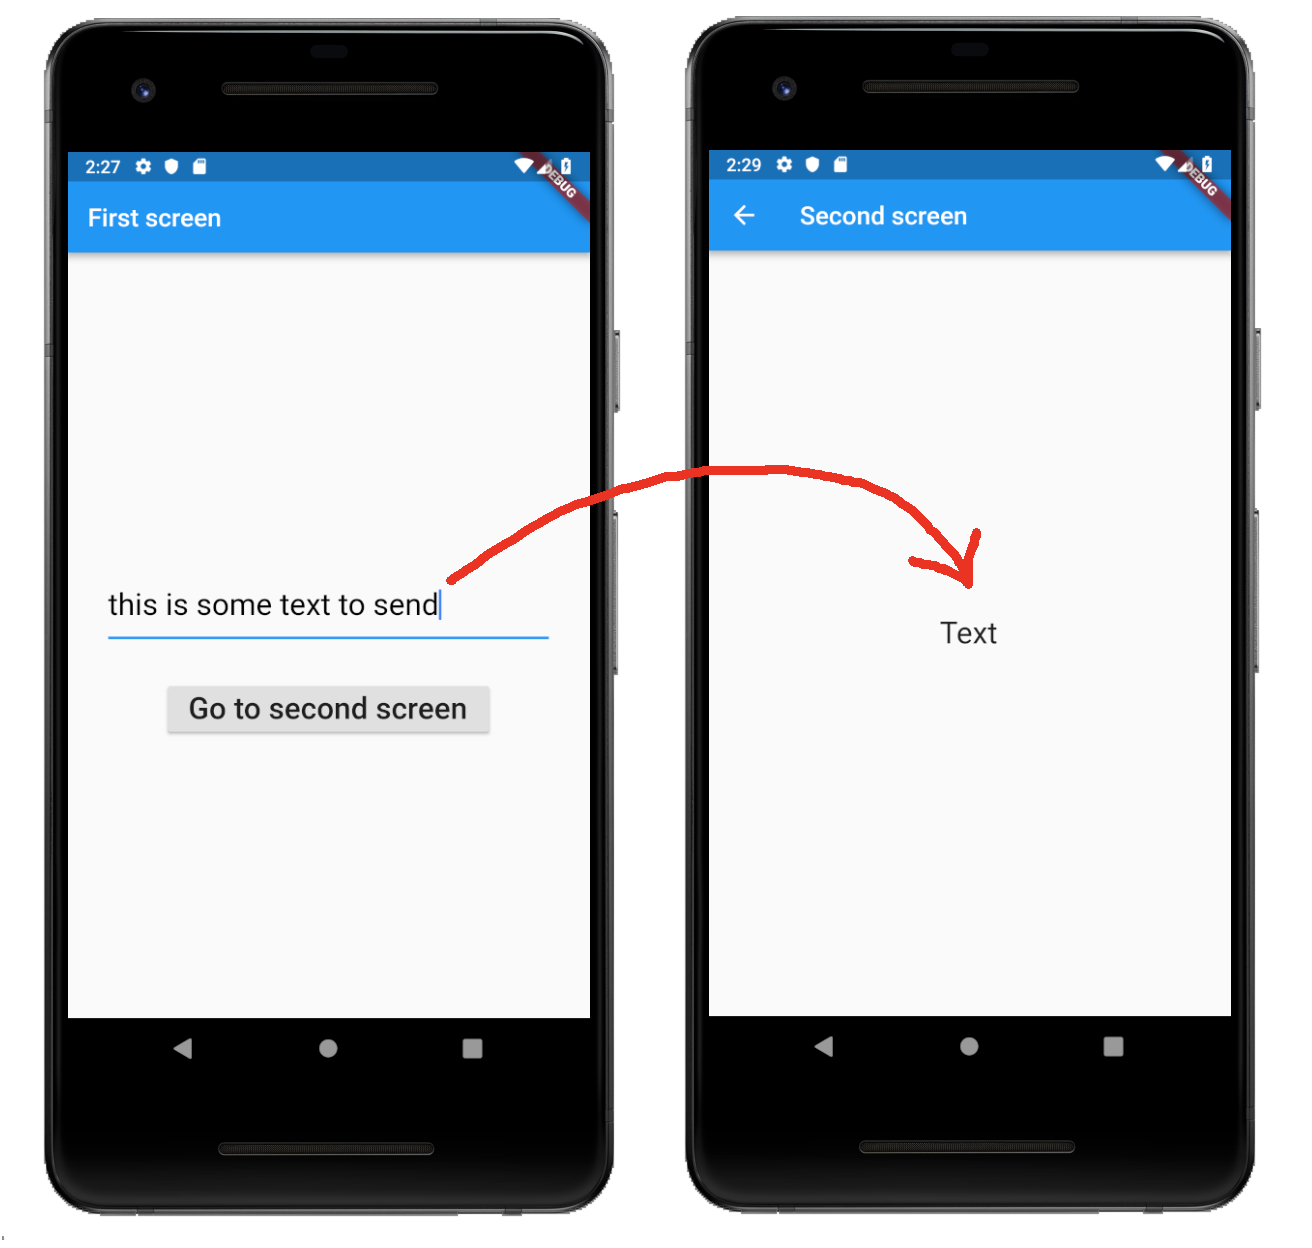 2:27
DEBUG
First screen
this is some text to send
Go to second screen
2:29
DEBUG
Second screen
Text